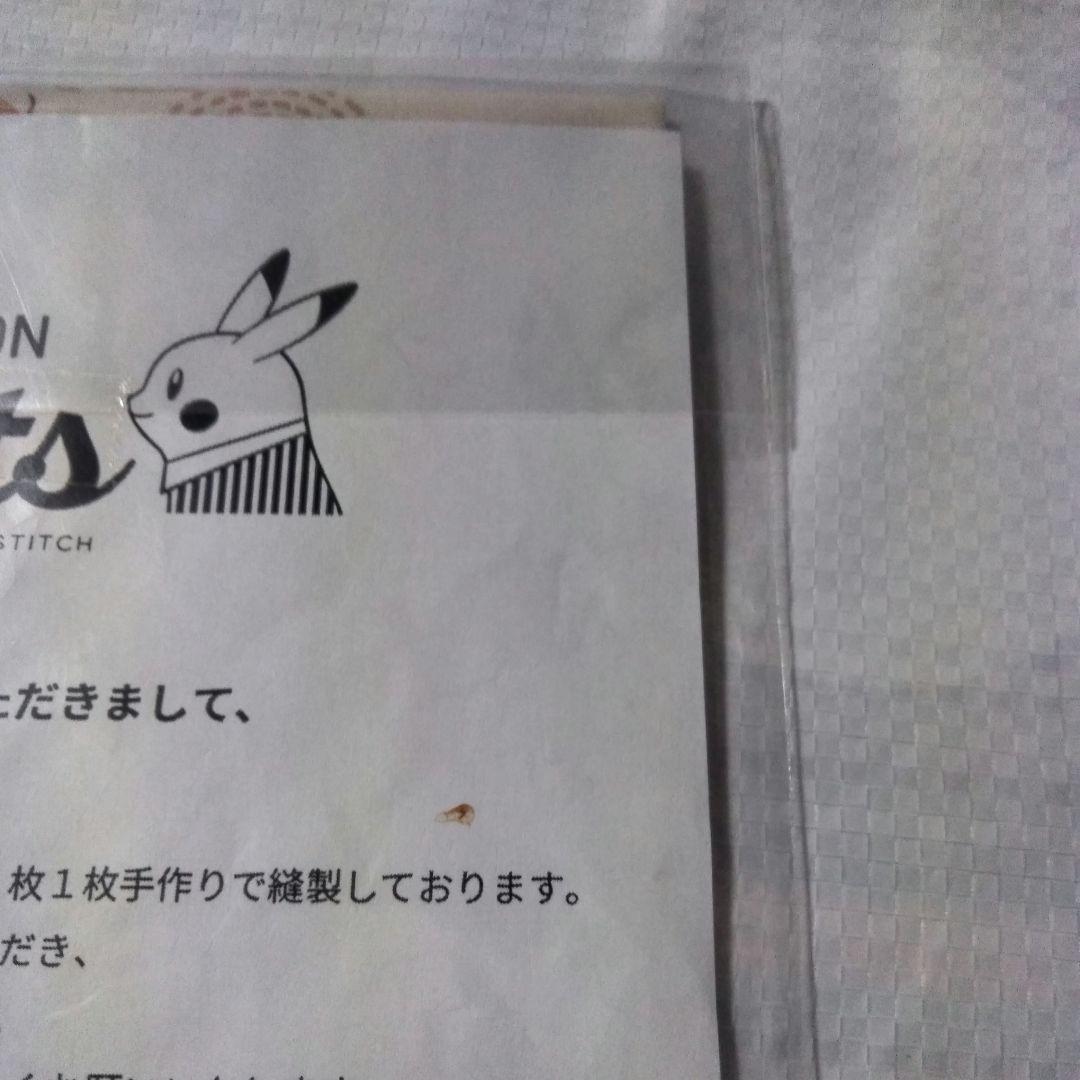 ON
ts
STITCH
ただきまして、
枚１枚手作りで縫製しております。
だき、